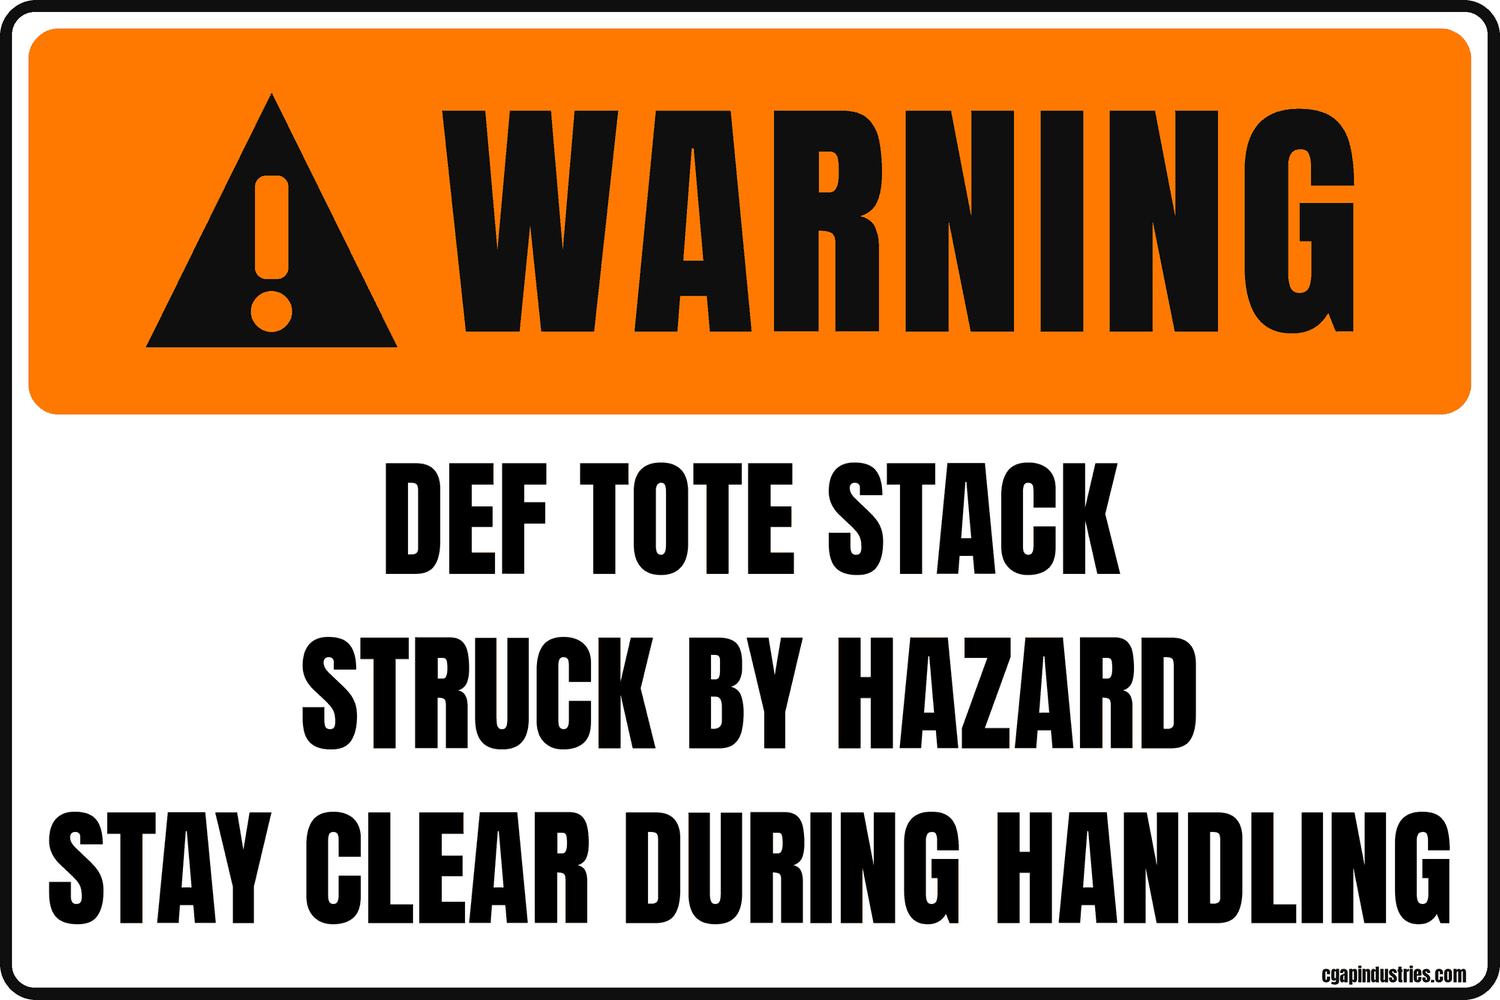 WARNING
DEF TOTE STACK
STRUCK BY HAZARD
STAY CLEAR DURING HANDLING
cgapindustries.com